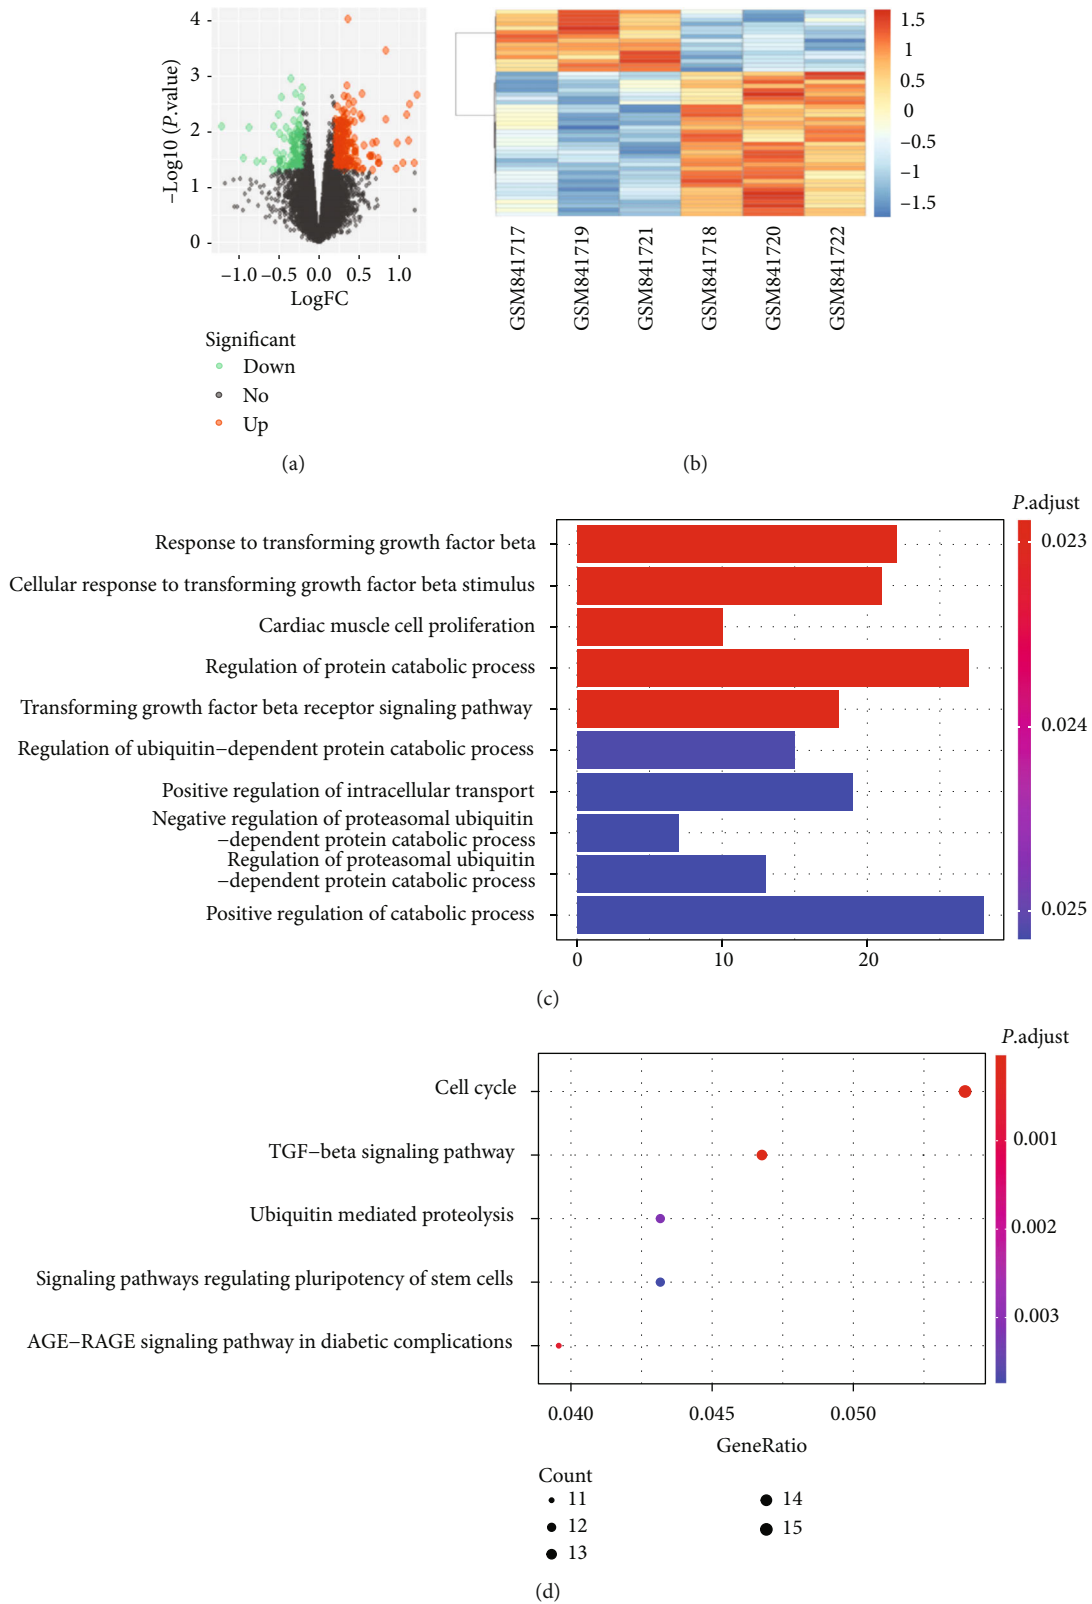 4
3
2
1
0
−Log10 (P.value)
−1.0 −0.5 0.0 0.5 1.0
LogFC
Significant
Down
No
Up
(a)
1.5
1
0.5
0
−0.5
−1
−1.5
GSM841717
GSM841719
GSM841721
GSM841718
GSM841720
GSM841722
(b)
P.adjust
0.023
0.024
0.025
Response to transforming growth factor beta
Cellular response to transforming growth factor beta stimulus
Cardiac muscle cell proliferation
Regulation of protein catabolic process
Transforming growth factor beta receptor signaling pathway
Regulation of ubiquitin−dependent protein catabolic process
Positive regulation of intracellular transport
Negative regulation of proteasomal ubiquitin
−dependent protein catabolic process
Regulation of proteasomal ubiquitin
−dependent protein catabolic process
Positive regulation of catabolic process
0 10 20
(c)
P.adjust
0.001
0.002
0.003
Cell cycle
TGF−beta signaling pathway
Ubiquitin mediated proteolysis
Signaling pathways regulating pluripotency of stem cells
AGE−RAGE signaling pathway in diabetic complications
0.040 0.045 0.050
GeneRatio
Count
11
12
13
14
15
(d)